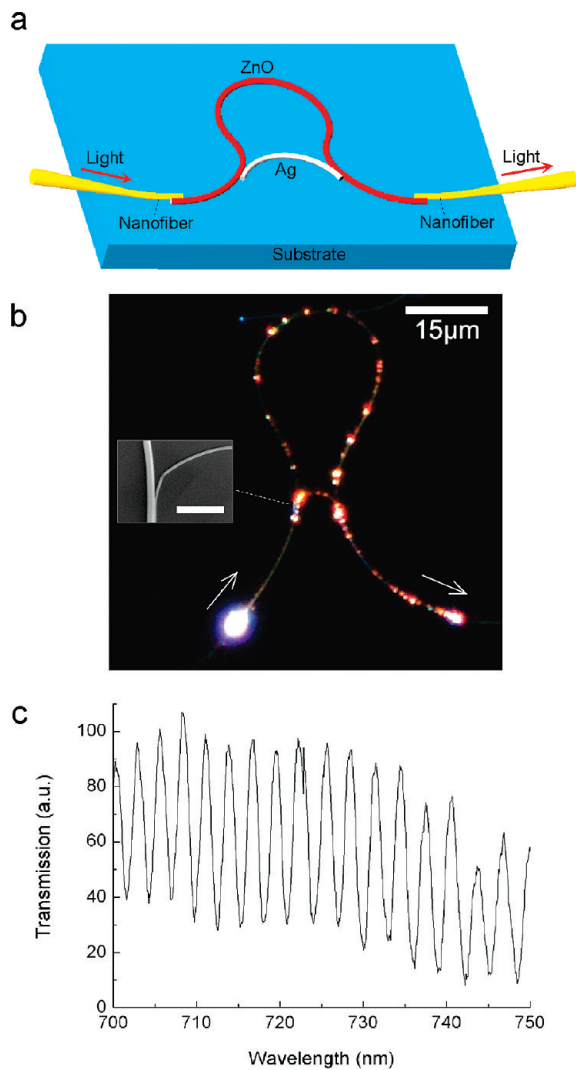 a
ZnO
Light
Ag
Light
Nanofiber
Nanofiber
Substrate
b
15μm
c
100
80
60
40
20
0
Transmission (a.u.)
700
710
720
730
740
750
Wavelength (nm)